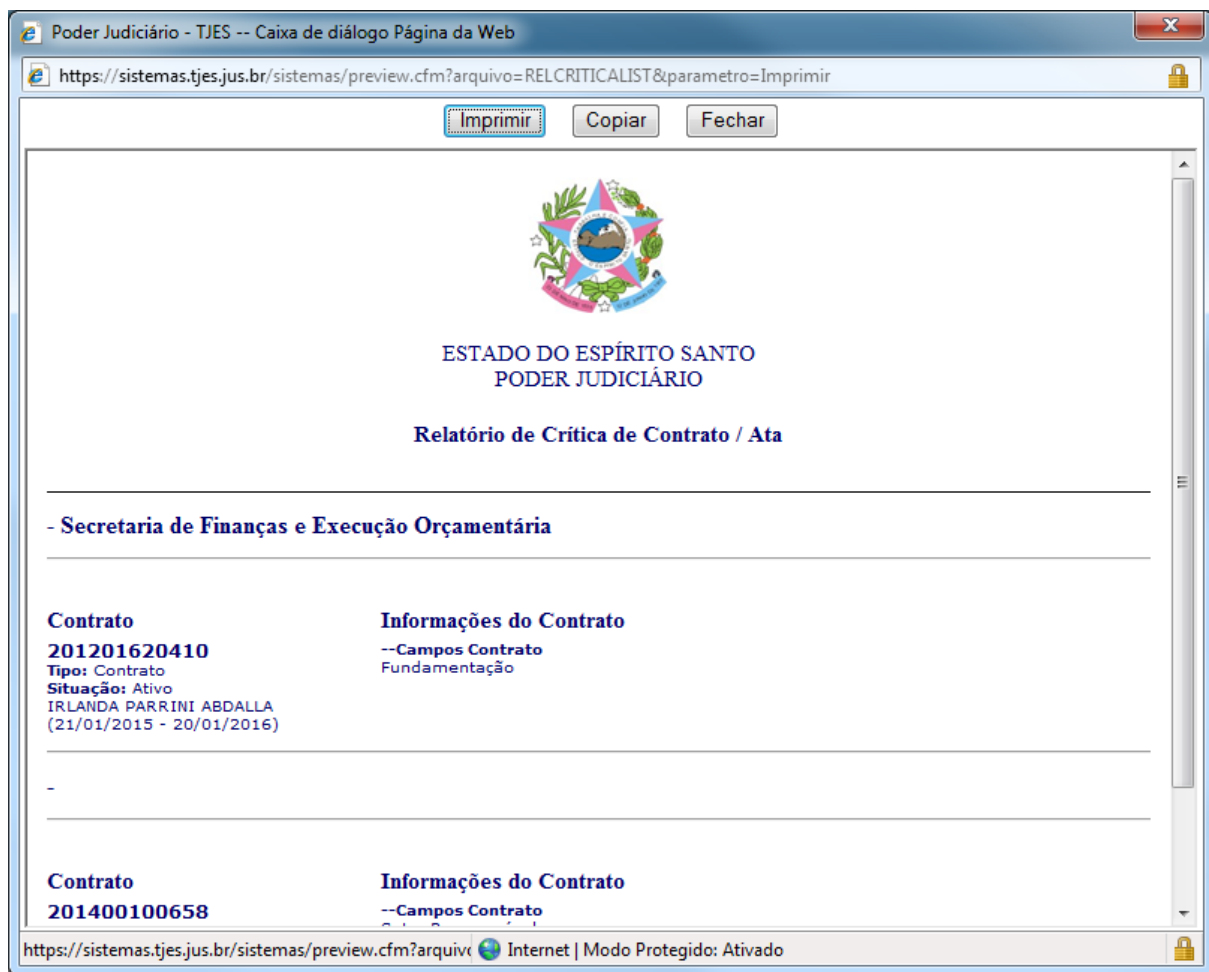 Poder Judiciário - TJES -- Caixa de diálogo Página da Web
https://sistemas.tjes.jus.br/sistemas/preview.cfm?arquivo=RELCRITICALIST&parametro=Imprimir
Imprimir Copiar Fechar
ESTADO DO ESPÍRITO SANTO
PODER JUDICIÁRIO
Relatório de Crítica de Contrato / Ata
- Secretaria de Finanças e Execução Orçamentária
Contrato Informações do Contrato
201201620410 --Campos Contrato
Tipo: Contrato Fundamentação
Situação: Ativo
IRLANDA PARRINI ABDALLA
(21/01/2015 - 20/01/2016)
-
Contrato Informações do Contrato
201400100658 --Campos Contrato
https://sistemas.tjes.jus.br/sistemas/preview.cfm?arquiv Internet | Modo Protegido: Ativado